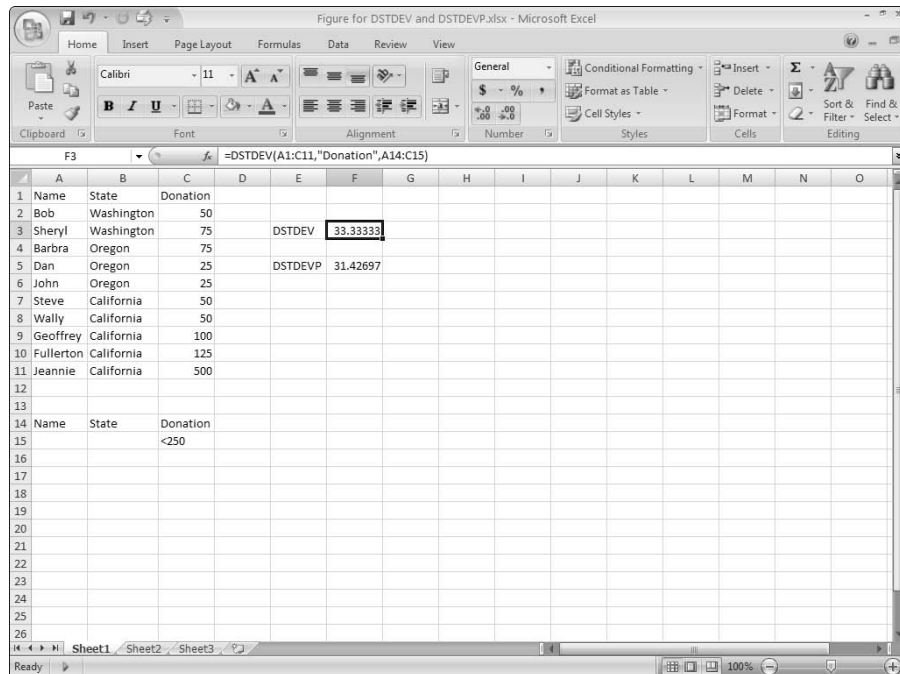 Figure for DSTDEV and DSTDEVP.xlsx - Microsoft Excel
Home Insert Page Layout Formulas Data Review View
Paste
Clipboard
Calibri 11
B I U
Font
Alignment
General
$ % ,
Number
Conditional Formatting
Format as Table
Cell Styles
Styles
Insert
Delete
Format
Cells
Σ
Sort & Filter
Find & Select
Editing
F3 fx =DSTDEV(A1:C11,"Donation",A14:C15)
A B C D E F G H I J K L M N O
1 Name State Donation
2 Bob Washington 50
3 Sheryl Washington 75 DSTDEV 33.33333
4 Barbra Oregon 75
5 Dan Oregon 25 DSTDEVP 31.42697
6 John Oregon 25
7 Steve California 50
8 Wally California 50
9 Geoffrey California 100
10 Fullerton California 125
11 Jeannie California 500
12
13
14 Name State Donation
15 <250
16
17
18
19
20
21
22
23
24
25
26
Sheet1 Sheet2 Sheet3
Ready 100%